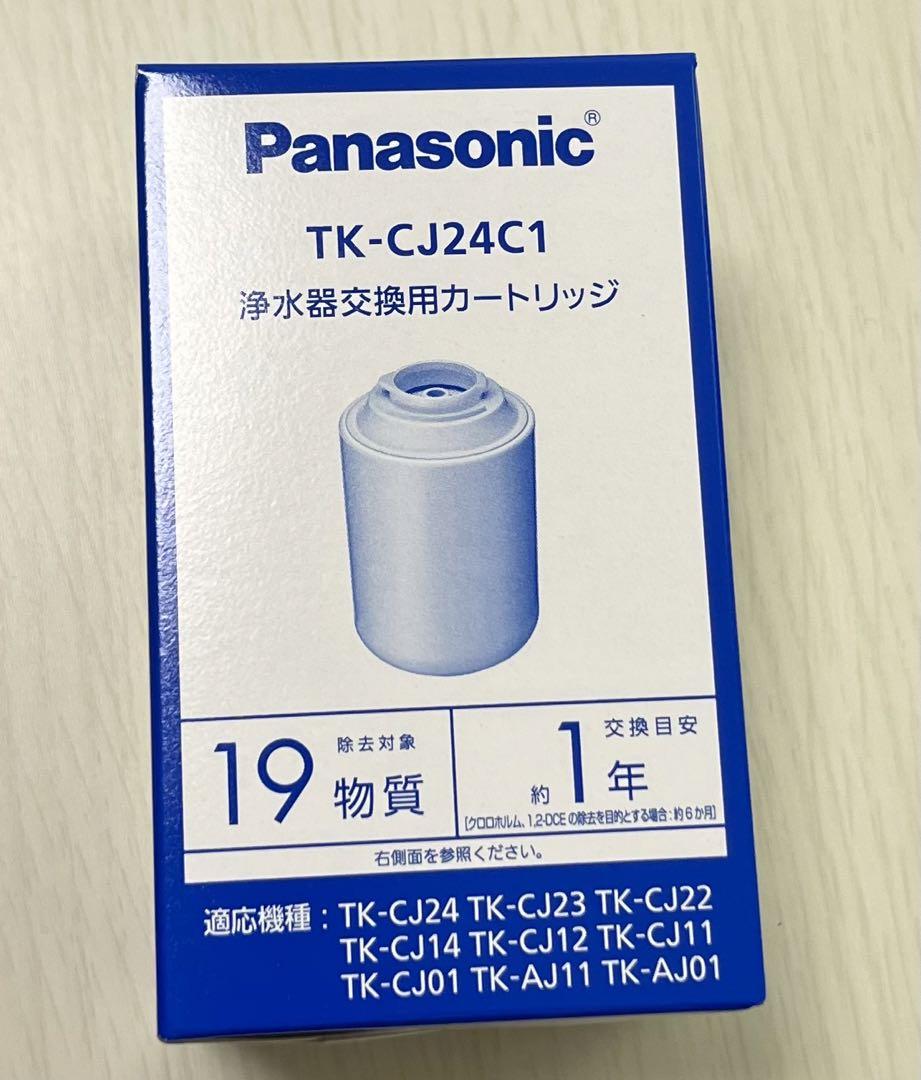 Panasonic®
TK-CJ24C1
浄水器交換用カートリッジ
除去対象
19物質
交換目安
約1年
[クロロホルム、1,2-DCEの除去を目的とする場合:約6か月]
右側面を参照ください。
適応機種:TK-CJ24 TK-CJ23 TK-CJ22
TK-CJ14 TK-CJ12 TK-CJ11
TK-CJ01 TK-AJ11 TK-AJ01